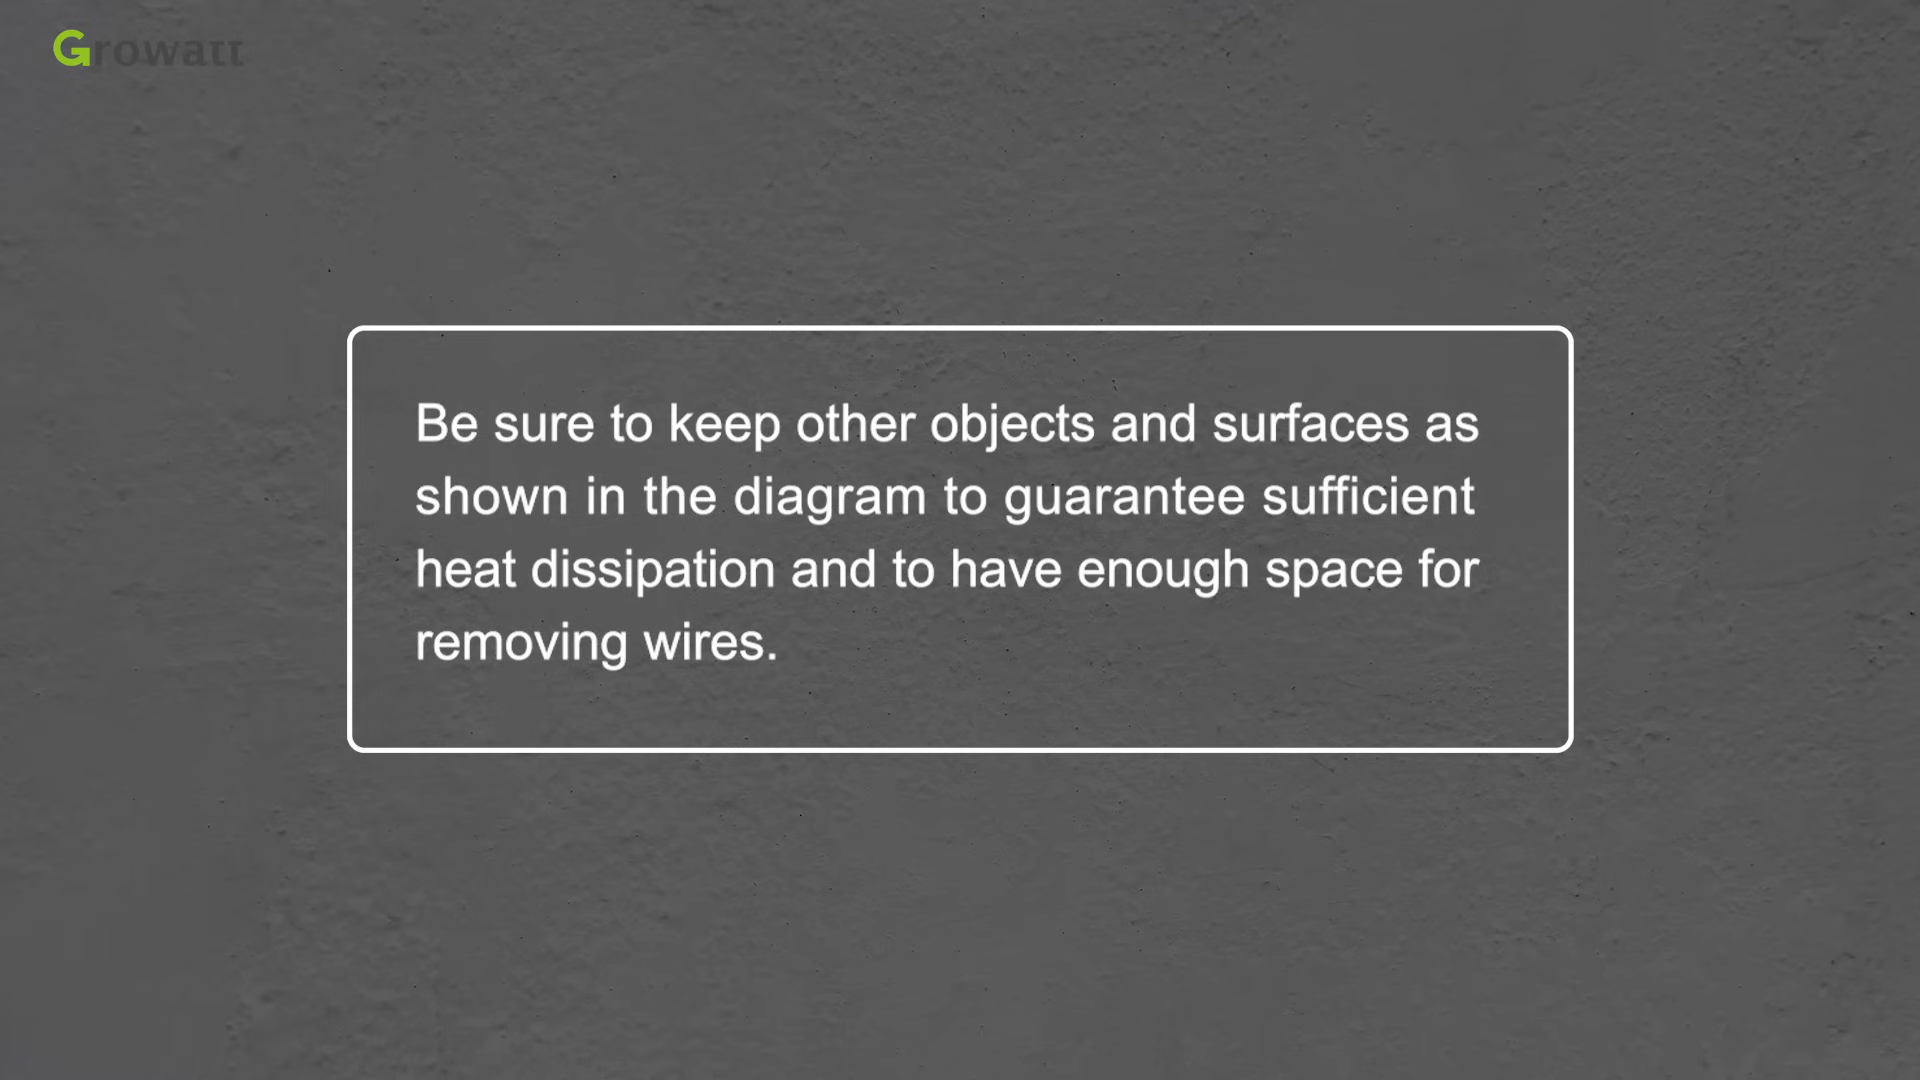 Growatt
Be sure to keep other objects and surfaces as
shown in the diagram to guarantee sufficient
heat dissipation and to have enough space for
removing wires.